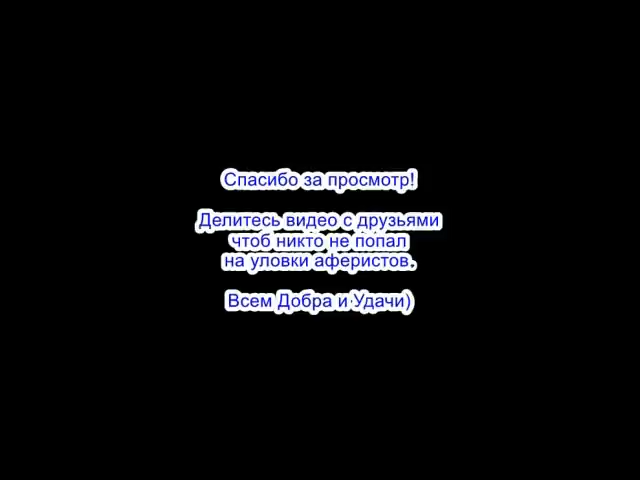 Спасибо за просмотр!
Делитесь видео с друзьями
чтоб никто не попал
на уловки аферистов.
Всем Добра и Удачи)